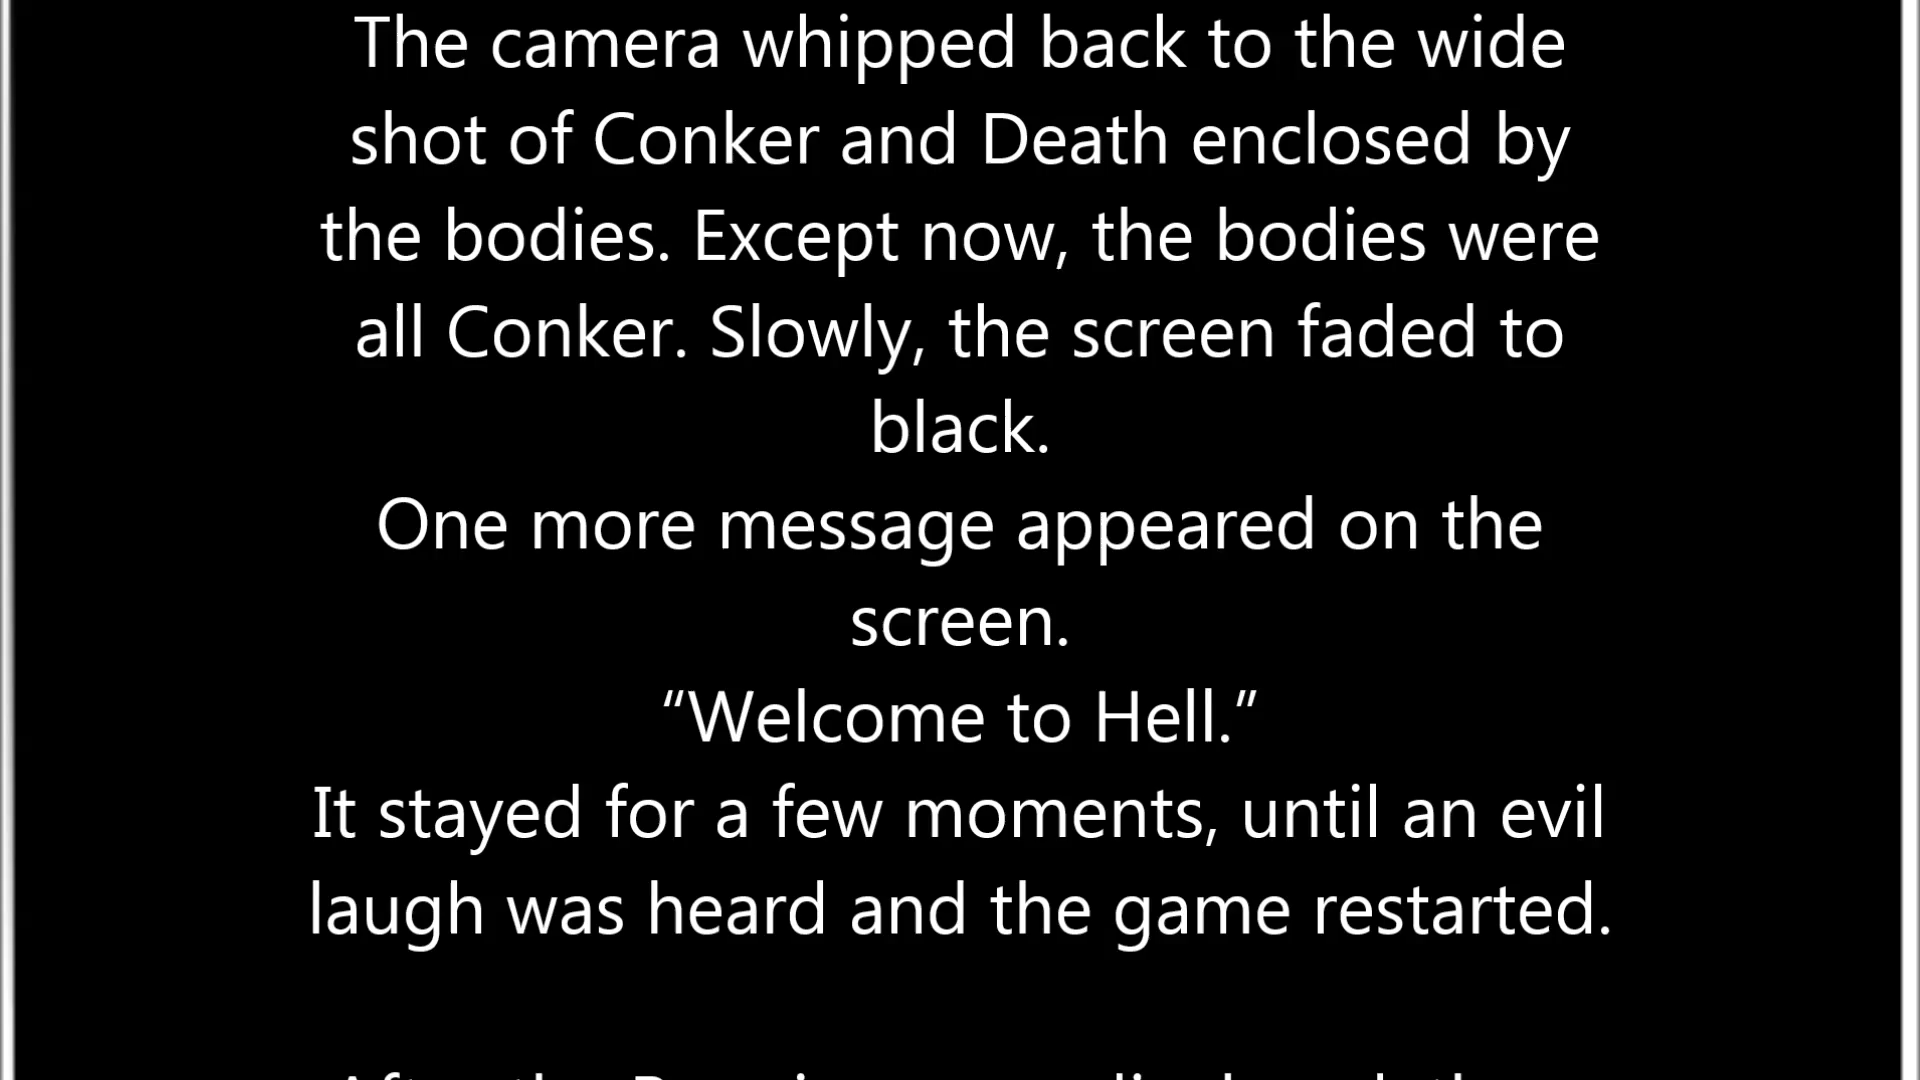 The camera whipped back to the wide
shot of Conker and Death enclosed by
the bodies. Except now, the bodies were
all Conker. Slowly, the screen faded to
black.
One more message appeared on the
screen.
“Welcome to Hell.”
It stayed for a few moments, until an evil
laugh was heard and the game restarted.